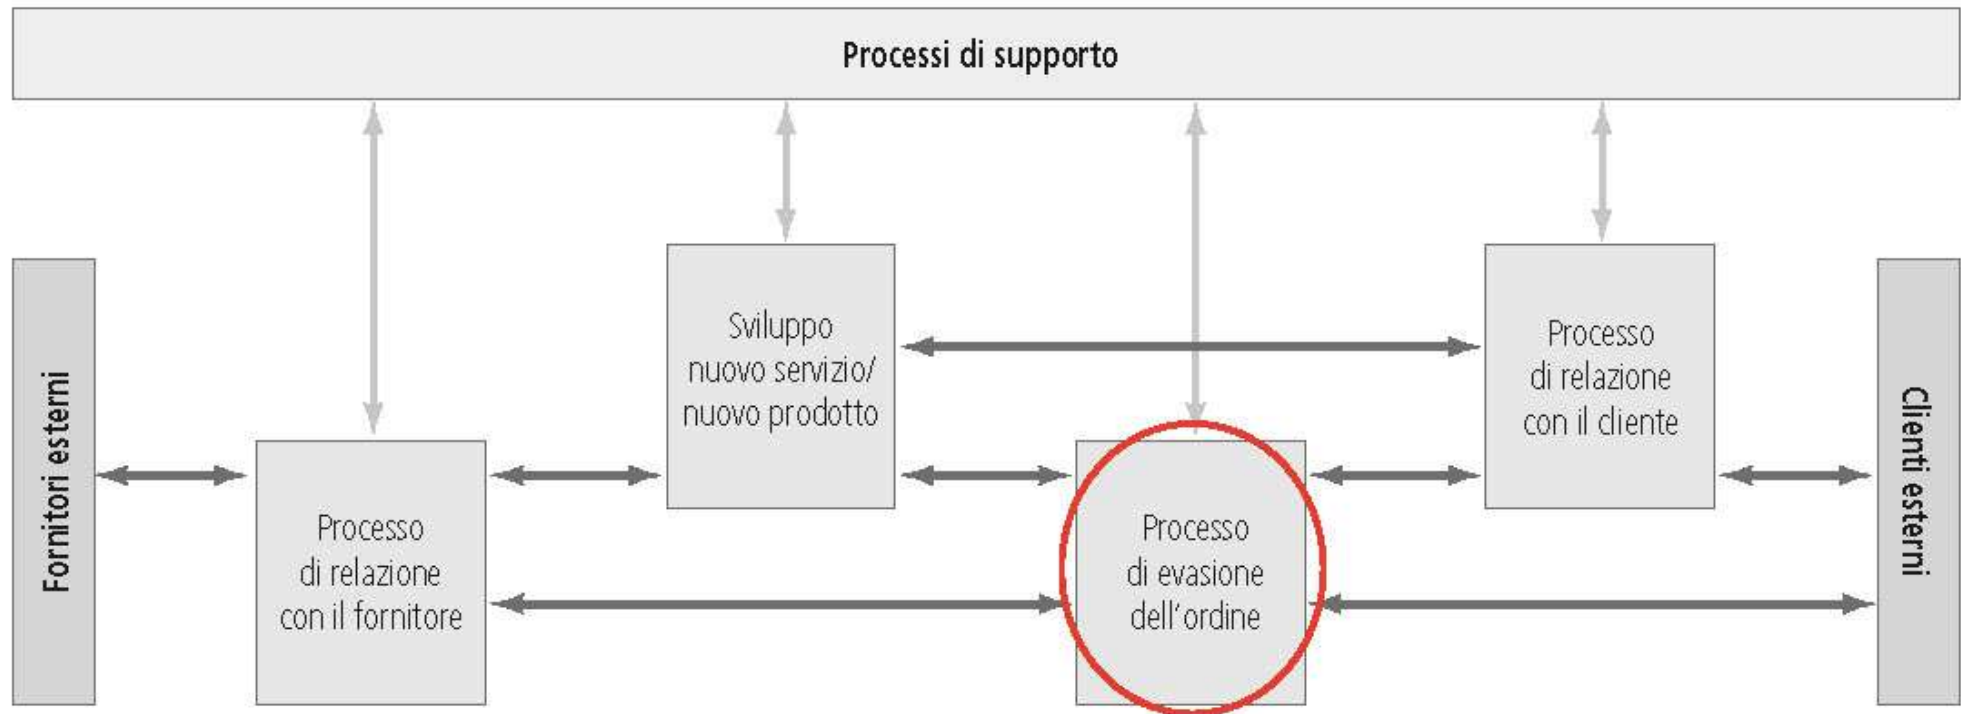 Processi di supporto
Fornitori esterni
Processo
di relazione
con il fornitore
Sviluppo
nuovo servizio/
nuovo prodotto
Processo
di evasione
dell'ordine
Processo
di relazione
con il cliente
Clienti esterni